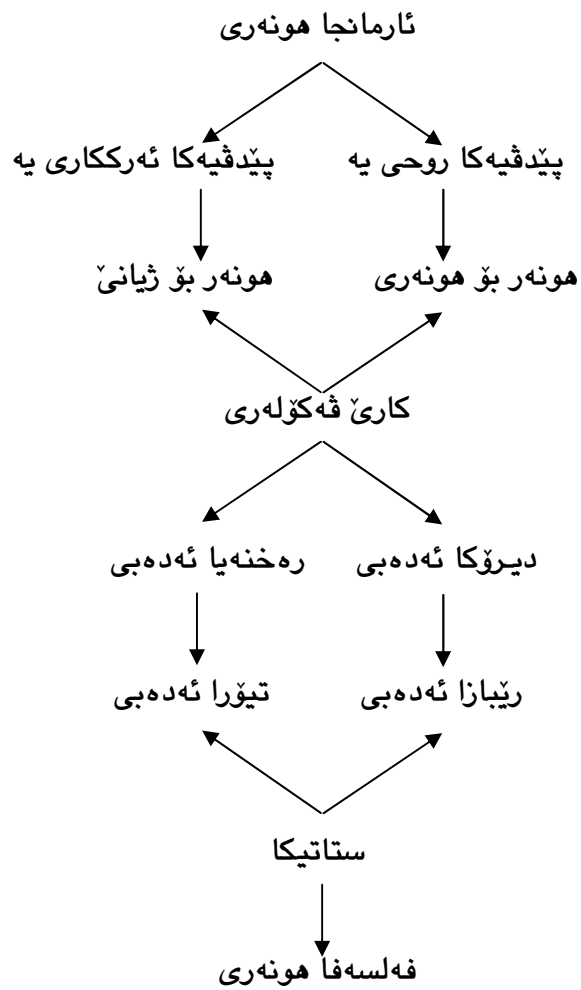 ئارمانجا هونەری
پێدڤیەکا روحی یە پێدڤیەکا ئەرککاری یە
هونەر بۆ هونەری هونەر بۆ ژیانێ
کارێ ڤەکۆلەری
دیرۆکا ئەدەبی رەخنەیا ئەدەبی
رێبازا ئەدەبی تیۆرا ئەدەبی
ستاتیکا
فەلسەفا هونەری